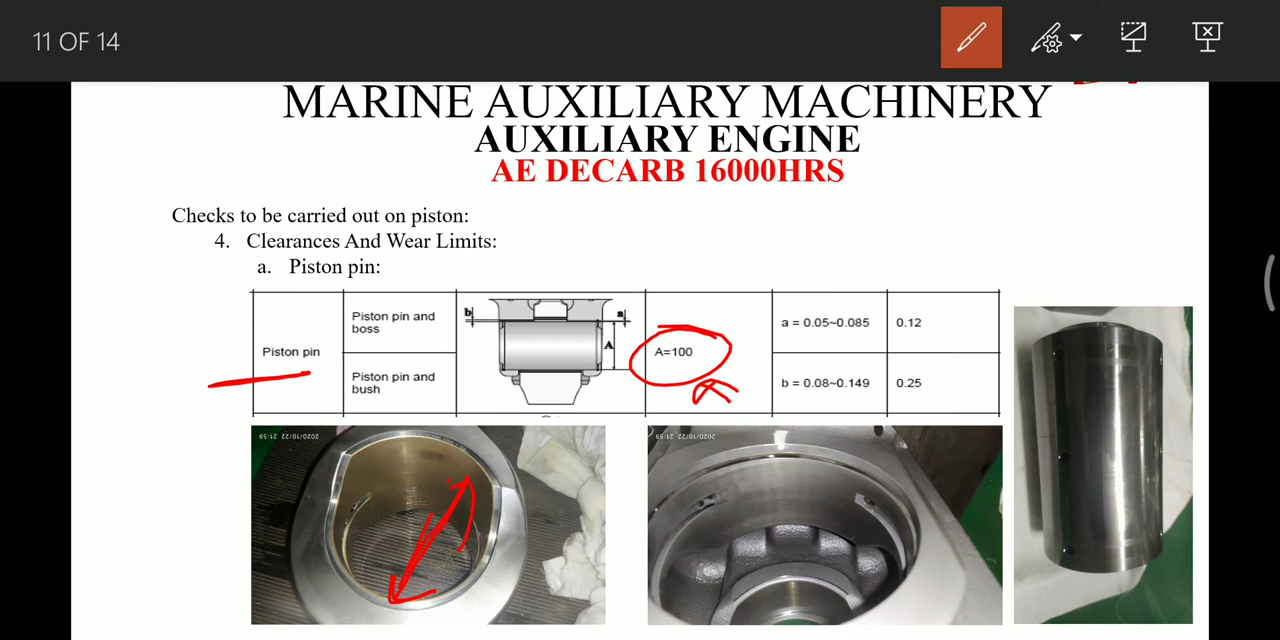 11 OF 14
MARINE AUXILIARY MACHINERY
AUXILIARY ENGINE
AE DECARB 16000HRS
Checks to be carried out on piston:
4. Clearances And Wear Limits:
a. Piston pin:
Piston pin
Piston pin and
boss
b
a
A
A=100
a = 0.05~0.085
0.12
Piston pin and
bush
b = 0.08~0.149
0.25
2020/10/22 21:59
2020/10/22 21:59